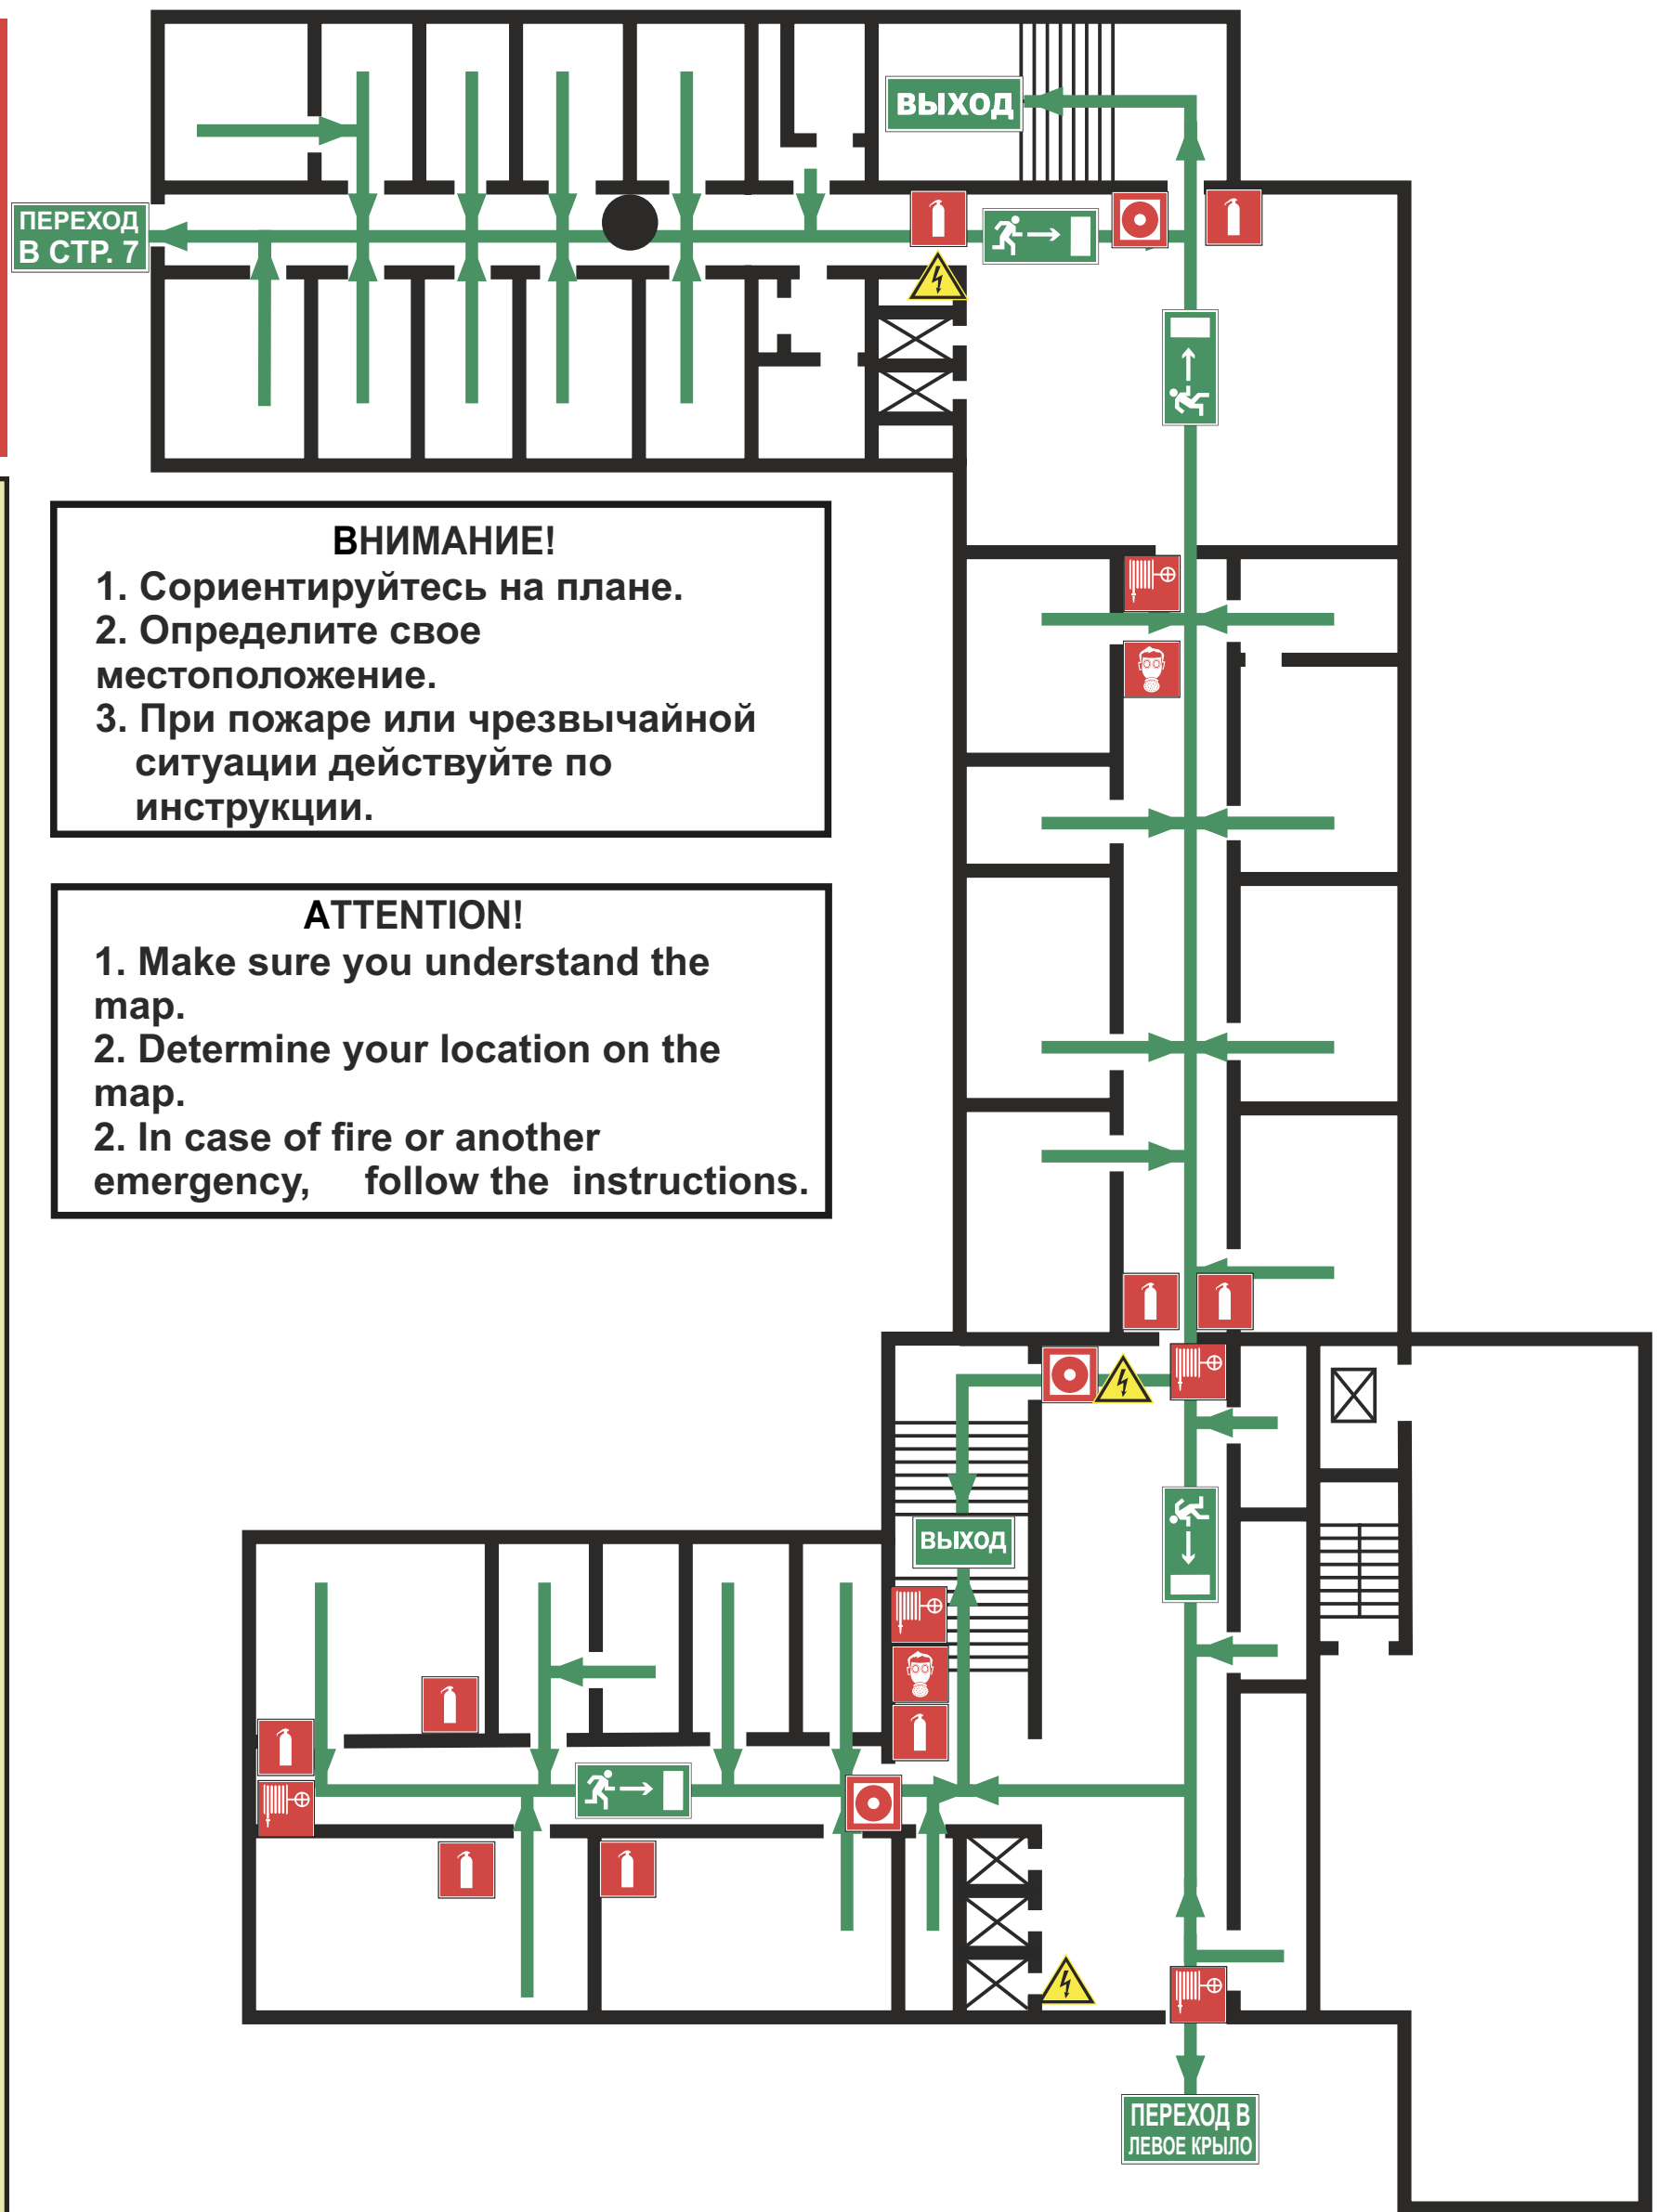 ВЫХОД
ПЕРЕХОД
В СТР. 7
ВНИМАНИЕ!
1. Сориентируйтесь на плане.
2. Определите свое
местоположение.
3. При пожаре или чрезвычайной
ситуации действуйте по
инструкции.
ATTENTION!
1. Make sure you understand the
map.
2. Determine your location on the
map.
2. In case of fire or another
emergency, follow the instructions.
ВЫХОД
ПЕРЕХОД В
ЛЕВОЕ КРЫЛО